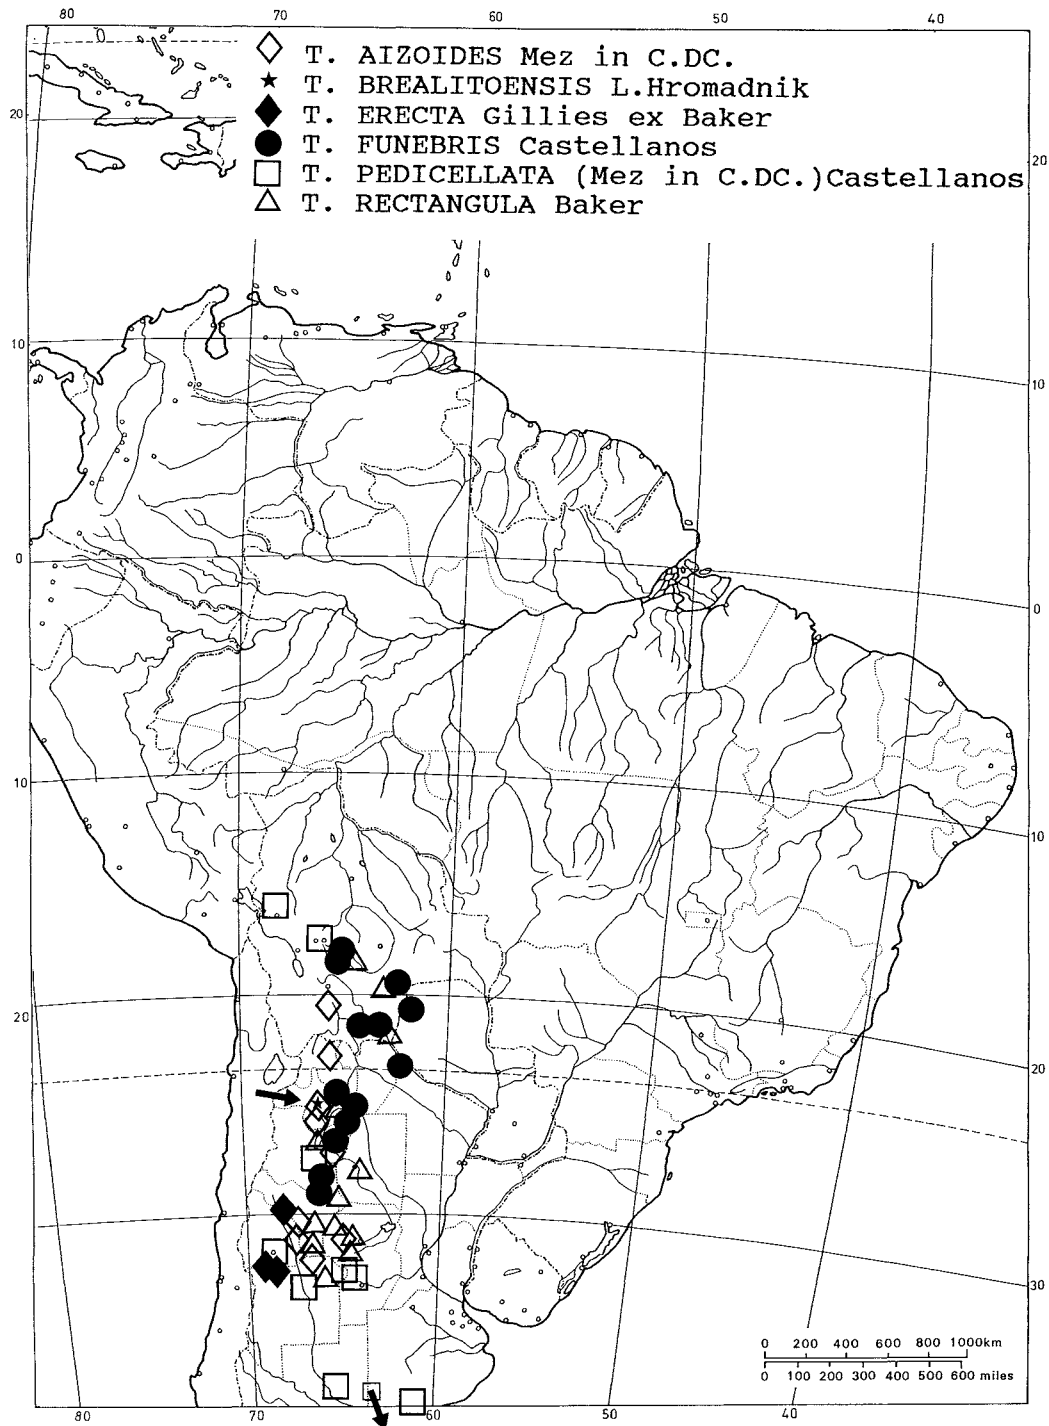 80 70 60 50 40
T. AIZOIDES Mez in C.DC.
T. BREALITOENSIS L.Hromadnik
T. ERECTA Gillies ex Baker
T. FUNEBRIS Castellanos
T. PEDICELLATA (Mez in C.DC.)Castellanos
T. RECTANGULA Baker
20
20
10
10
0
0
10
10
20
20
30
0 200 400 600 800 1000km
0 100 200 300 400 500 600 miles
80 70 60 50 40